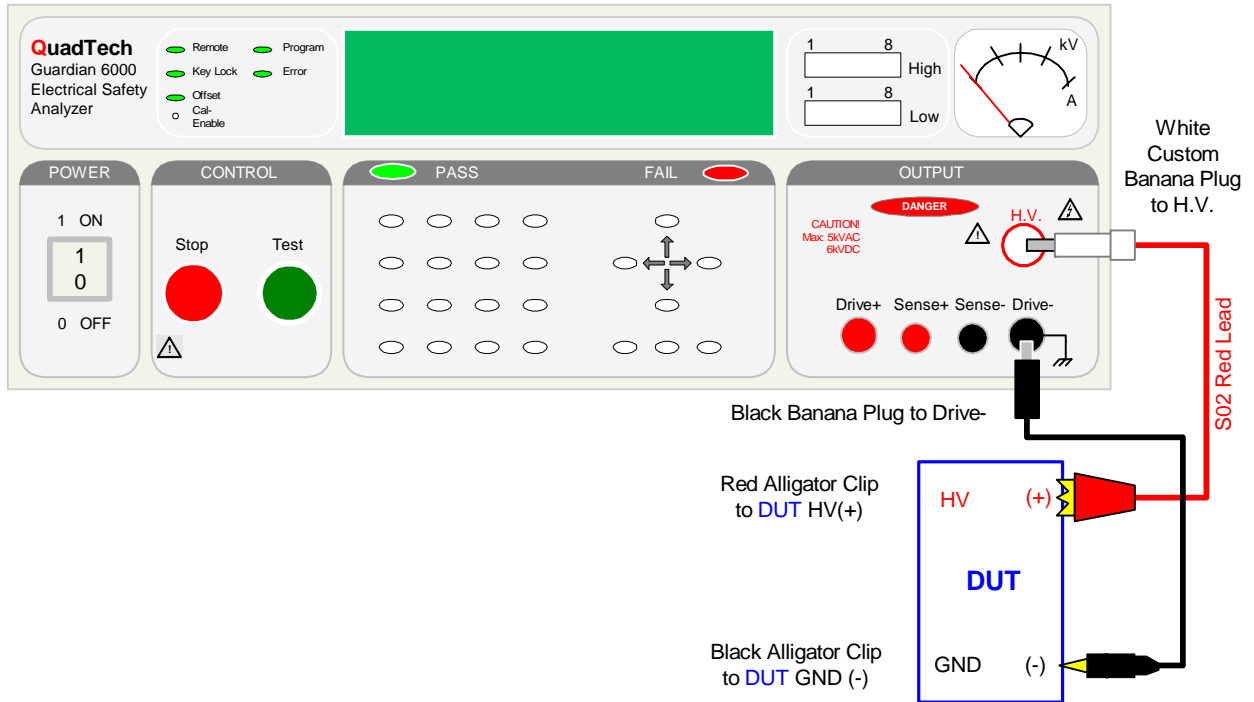 QuadTech
Guardian 6000
Electrical Safety
Analyzer
Remote
Program
Key Lock
Error
Offset
Cal-
Enable
1 8
High
1 8
Low
kV
A
POWER
CONTROL
PASS
FAIL
OUTPUT
1 ON
1
0
0 OFF
Stop
Test
DANGER
CAUTION!
Max: 5kVAC
6kVDC
H.V.
Drive+
Sense+
Sense-
Drive-
White
Custom
Banana Plug
to H.V.
S02 Red Lead
Black Banana Plug to Drive-
Red Alligator Clip
to DUT HV(+)
HV (+)
DUT
Black Alligator Clip
to DUT GND (-)
GND (-)